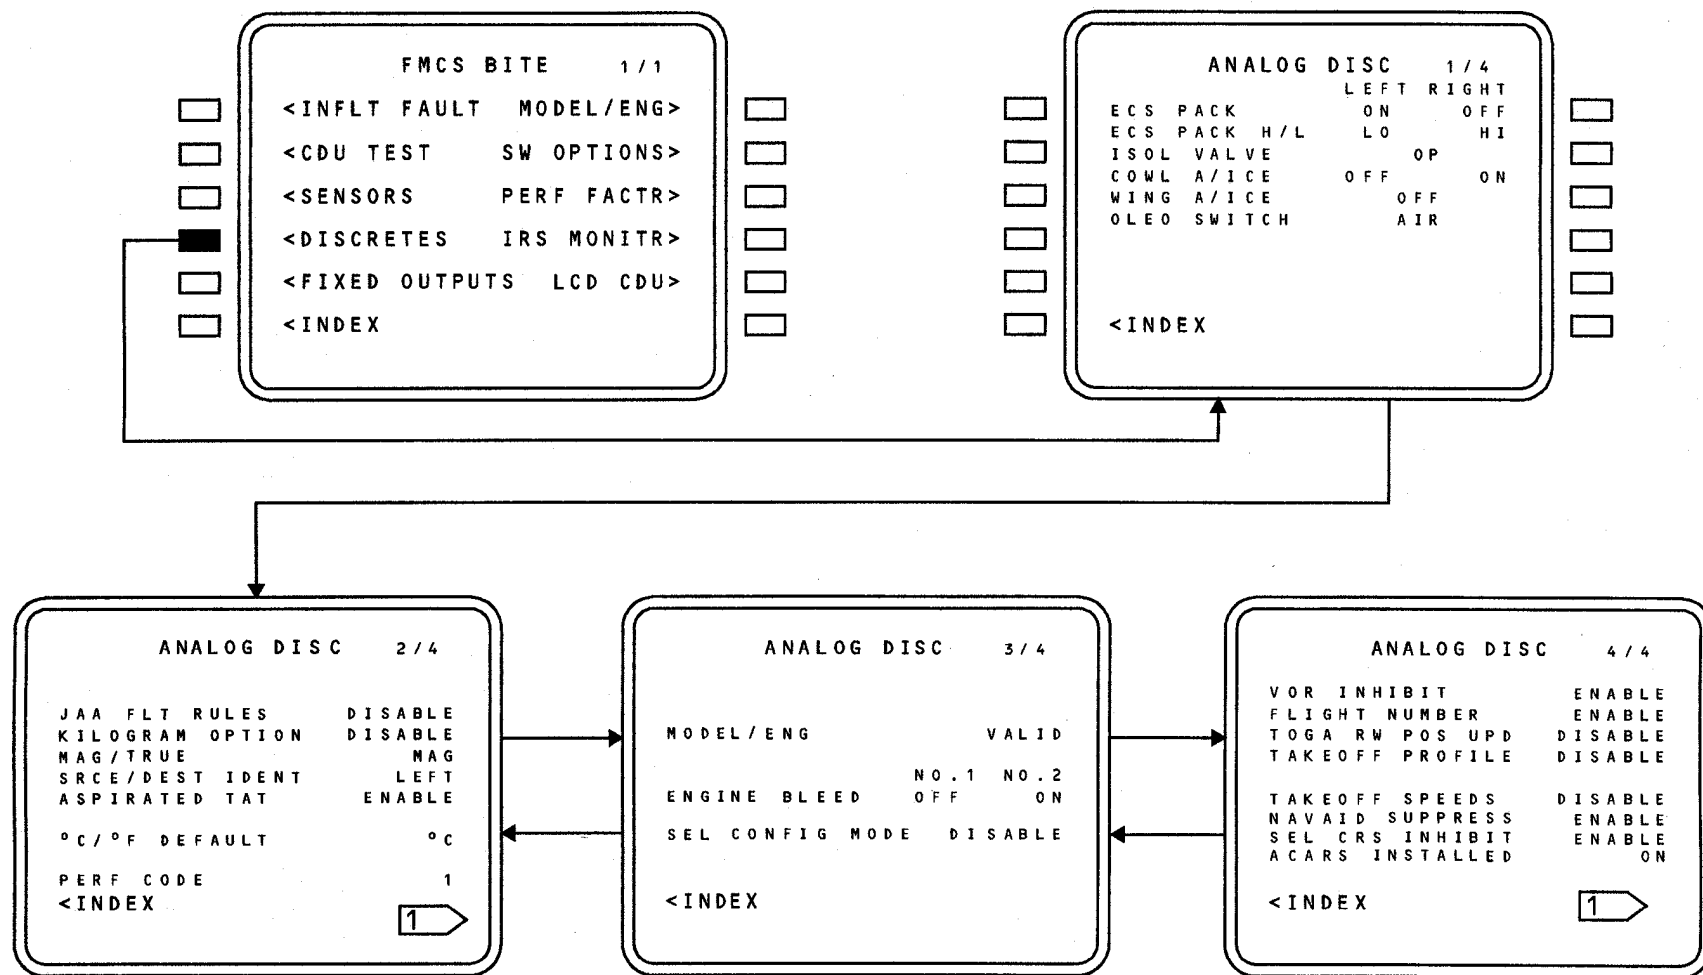 FMCS BITE 1/1
<INFLT FAULT MODEL/ENG>
<CDU TEST SW OPTIONS>
<SENSORS PERF FACTR>
<DISCRETES IRS MONITR>
<FIXED OUTPUTS LCD CDU>
<INDEX
ANALOG DISC 1/4
LEFT RIGHT
ECS PACK ON OFF
ECS PACK H/L LO HI
ISOL VALVE OP
COWL A/ICE OFF ON
WING A/ICE OFF
OLEO SWITCH AIR
<INDEX
ANALOG DISC 2/4
JAA FLT RULES DISABLE
KILOGRAM OPTION DISABLE
MAG/TRUE MAG
SRCE/DEST IDENT LEFT
ASPIRATED TAT ENABLE
°C/°F DEFAULT °C
PERF CODE 1
<INDEX
1
ANALOG DISC 3/4
MODEL/ENG VALID
NO.1 NO.2
ENGINE BLEED OFF ON
SEL CONFIG MODE DISABLE
<INDEX
ANALOG DISC 4/4
VOR INHIBIT ENABLE
FLIGHT NUMBER ENABLE
TOGA RW POS UPD DISABLE
TAKEOFF PROFILE DISABLE
TAKEOFF SPEEDS DISABLE
NAVAID SUPPRESS ENABLE
SEL CRS INHIBIT ENABLE
ACARS INSTALLED ON
<INDEX
1